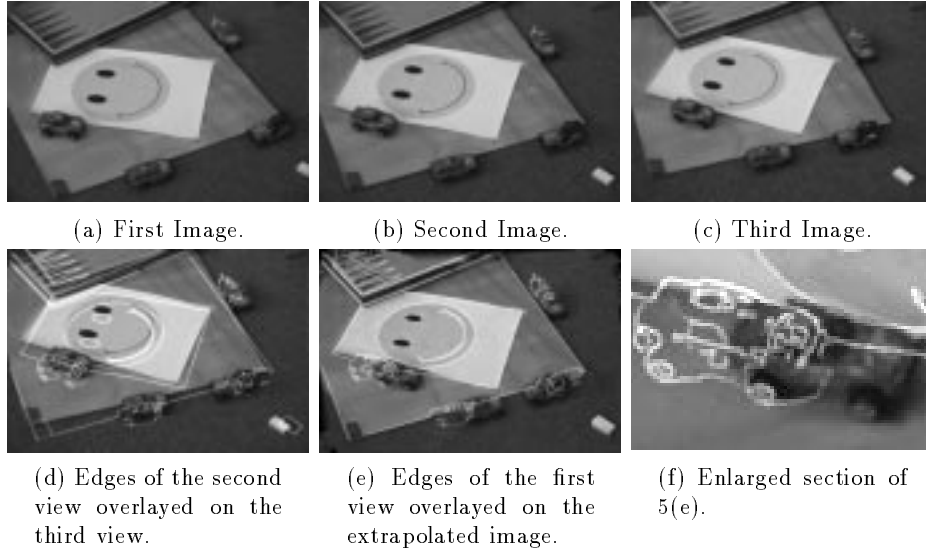 (a) First Image.
(b) Second Image.
(c) Third Image.
(d) Edges of the second
view overlayed on the
third view.
(e) Edges of the first
view overlayed on the
extrapolated image.
(f) Enlarged section of
5(e).